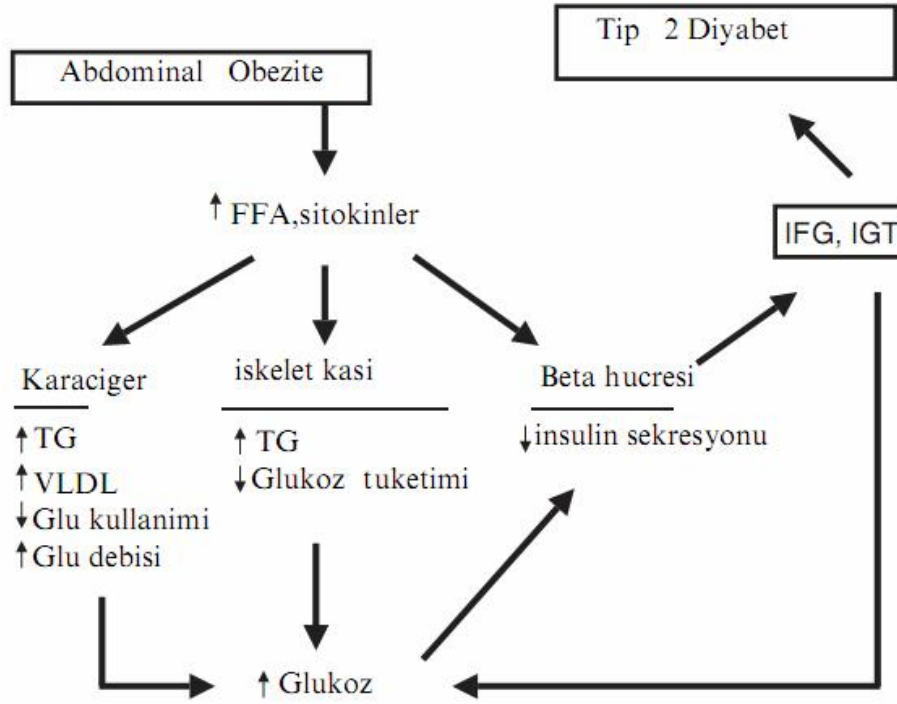 Abdominal Obezite
Tip 2 Diyabet
↑ FFA,sitokinler
IFG, IGT
Karaciger
↑ TG
↑ VLDL
↓ Glu kullanimi
↑ Glu debisi
iskelet kasi
↑ TG
↓ Glukoz tuketimi
Beta hucresi
↓ insulin sekresyonu
↑ Glukoz